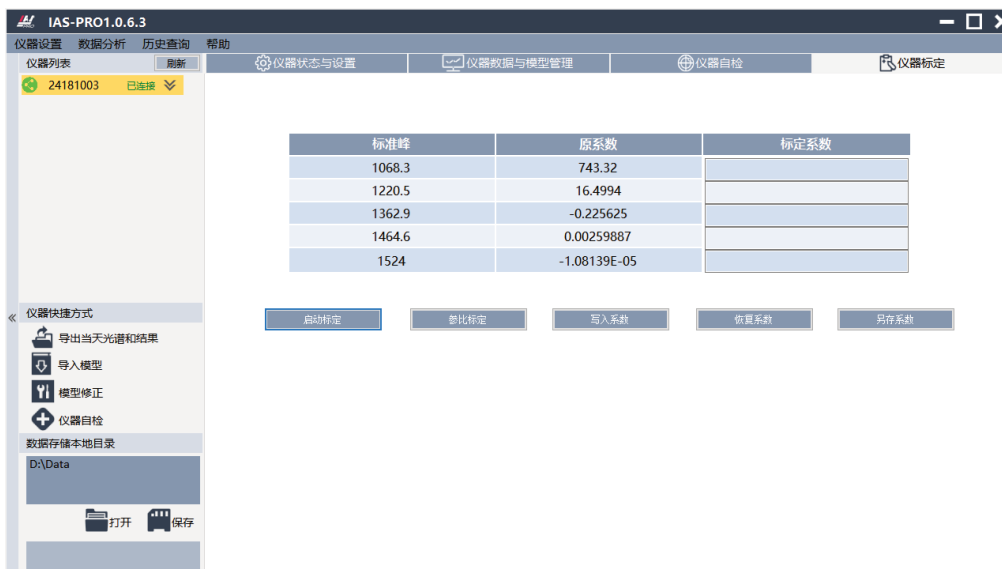 IAS-PRO1.0.6.3
仪器设置 数据分析 历史查询 帮助
仪器列表 刷新
仪器状态与设置 仪器数据与模型管理 仪器自检 仪器标定
24181003 已连接
标准峰 原系数 标定系数
1068.3 743.32
1220.5 16.4994
1362.9 -0.225625
1464.6 0.00259887
1524 -1.08139E-05
启动标定 参比标定 写入系数 恢复系数 另存系数
仪器快捷方式
导出当天光谱和结果
导入模型
模型修正
仪器自检
数据存储本地目录
D:\Data
打开 保存